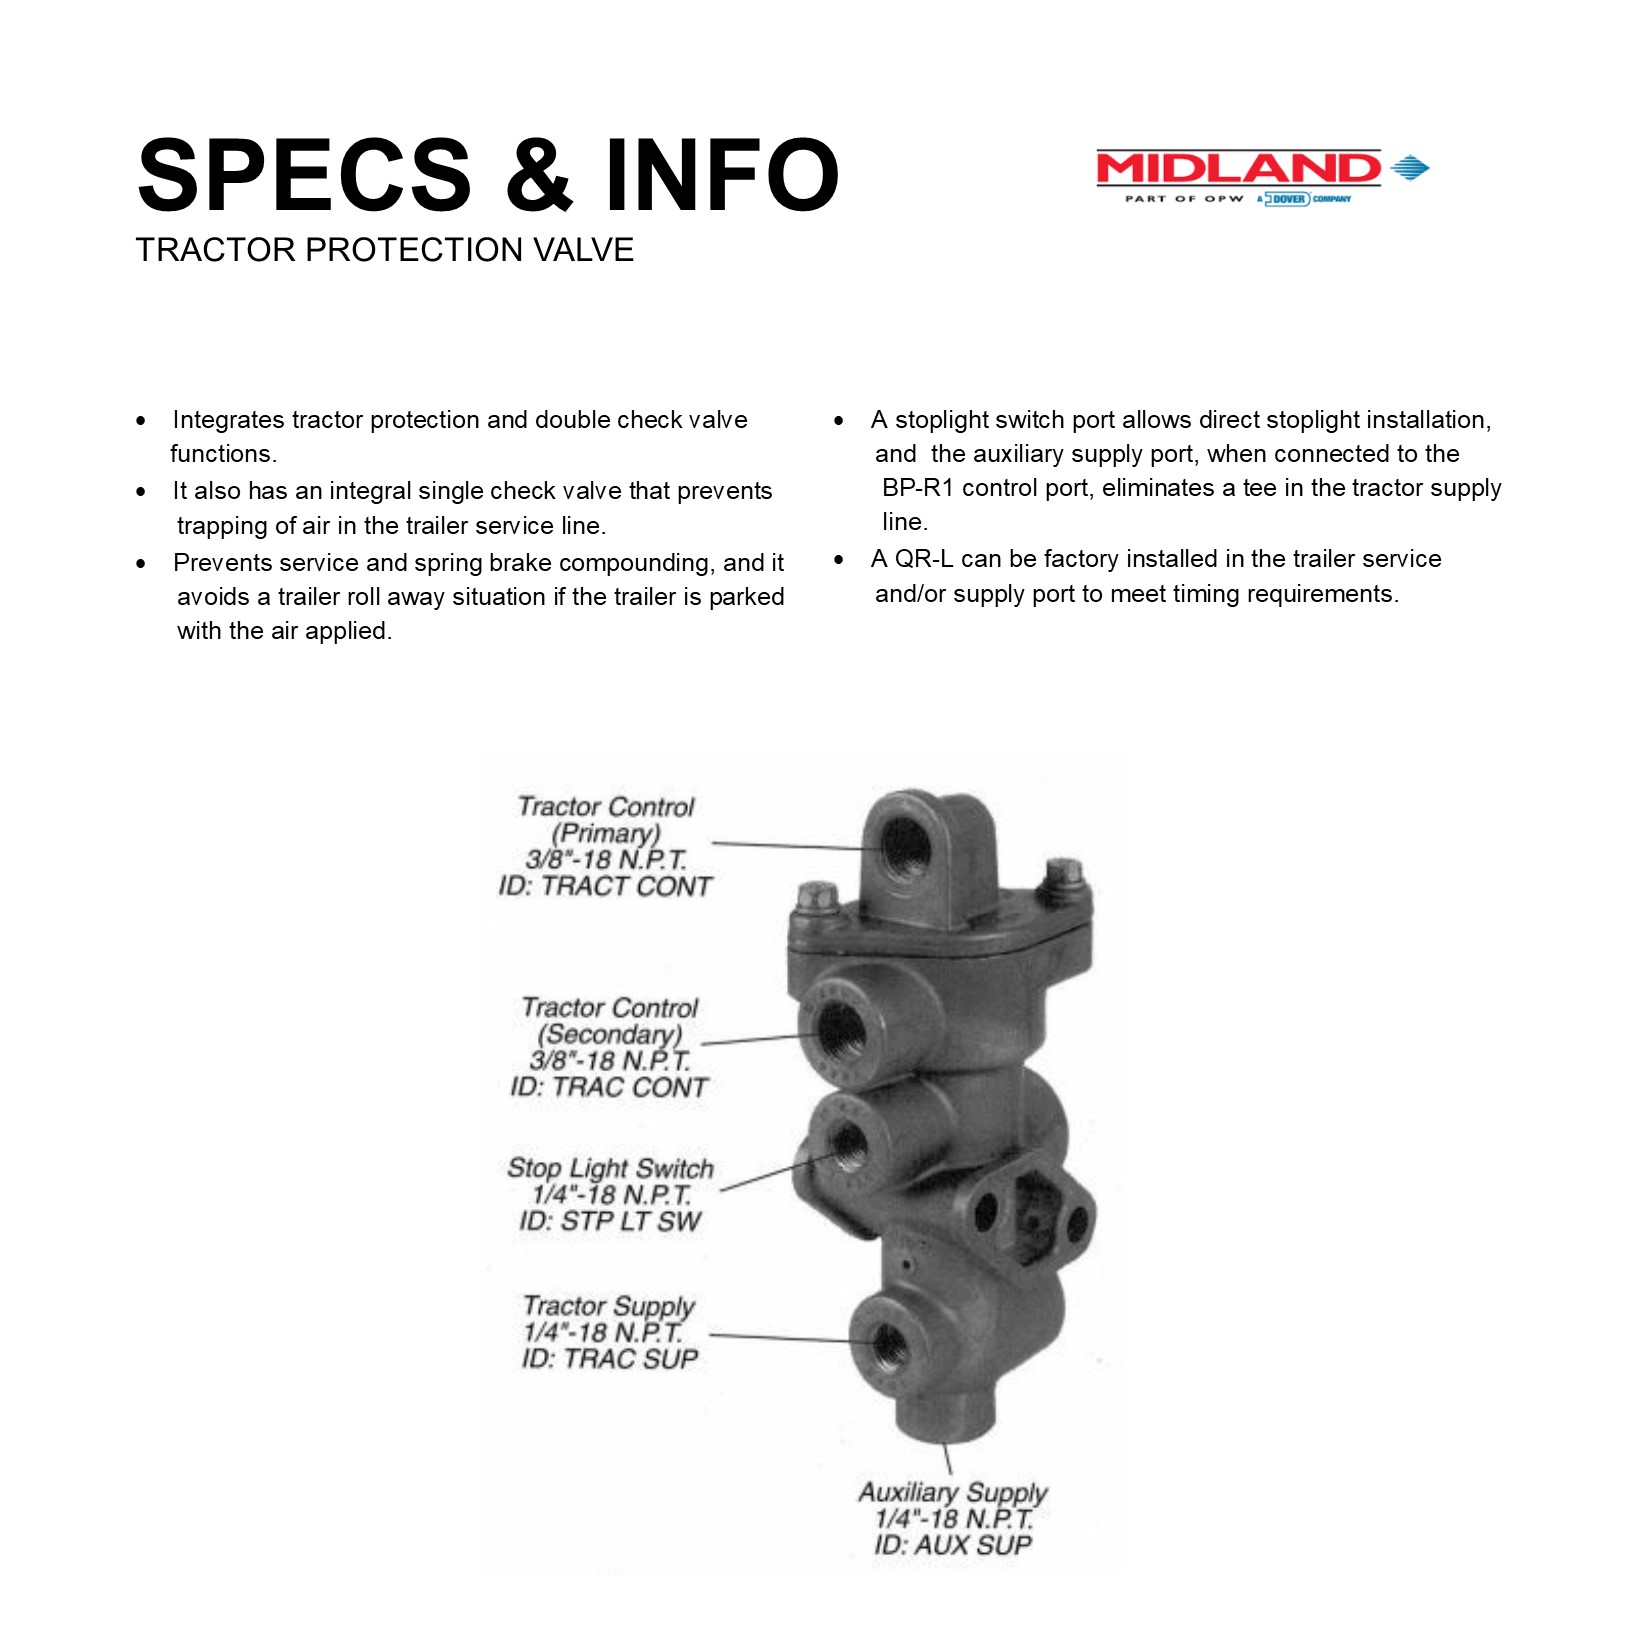 SPECS & INFO
TRACTOR PROTECTION VALVE
MIDLAND
PART OF OPW A DOVER COMPANY
• Integrates tractor protection and double check valve
functions.
• It also has an integral single check valve that prevents
trapping of air in the trailer service line.
• Prevents service and spring brake compounding, and it
avoids a trailer roll away situation if the trailer is parked
with the air applied.
• A stoplight switch port allows direct stoplight installation,
and the auxiliary supply port, when connected to the
BP-R1 control port, eliminates a tee in the tractor supply
line.
• A QR-L can be factory installed in the trailer service
and/or supply port to meet timing requirements.
Tractor Control
(Primary)
3/8"-18 N.P.T.
ID: TRACT CONT
Tractor Control
(Secondary)
3/8"-18 N.P.T.
ID: TRAC CONT
Stop Light Switch
1/4"-18 N.P.T.
ID: STP LT SW
Tractor Supply
1/4"-18 N.P.T.
ID: TRAC SUP
Auxiliary Supply
1/4"-18 N.P.T.
ID: AUX SUP